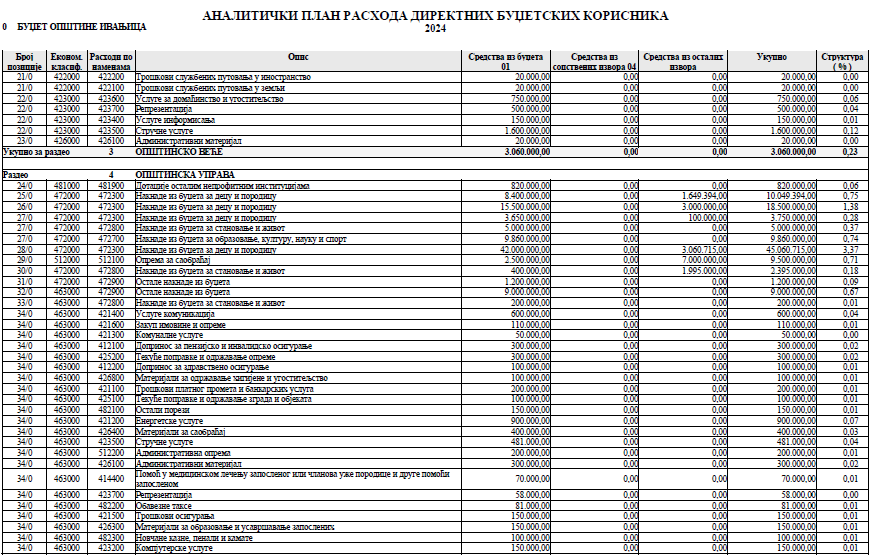 АНАЛИТИЧКИ ПЛАН РАСХОДА ДИРЕКТНИХ БУЏЕТСКИХ КОРИСНИКА
0 БУЏЕТ ОПШТИНЕ ИВАЊИЦА 2024
Број позиције Економ. класиф. Расходи по наменама Опис Средства из буџета 01 Средства из сопствених извора 04 Средства из осталих извора Укупно Структура ( % )
21/0 422000 422200 Трошкови службених путовања у иностранство 20.000,00 0,00 0,00 20.000,00 0,00
21/0 422000 422100 Трошкови службених путовања у земљи 20.000,00 0,00 0,00 20.000,00 0,00
22/0 423000 423600 Услуге за домаћинство и угоститељство 750.000,00 0,00 0,00 750.000,00 0,06
22/0 423000 423700 Репрезентација 500.000,00 0,00 0,00 500.000,00 0,04
22/0 423000 423400 Услуге информисања 150.000,00 0,00 0,00 150.000,00 0,01
22/0 423000 423500 Стручне услуге 1.600.000,00 0,00 0,00 1.600.000,00 0,12
23/0 426000 426100 Административни материјал 20.000,00 0,00 0,00 20.000,00 0,00
Укупно за раздео 3 ОПШТИНСКО ВЕЋЕ 3.060.000,00 0,00 0,00 3.060.000,00 0,23
Раздео 4 ОПШТИНСКА УПРАВА
24/0 481000 481900 Дотације осталим непрофитним институцијама 820.000,00 0,00 0,00 820.000,00 0,06
25/0 472000 472300 Накнаде из буџета за децу и породицу 8.400.000,00 0,00 1.649.394,00 10.049.394,00 0,75
26/0 472000 472300 Накнаде из буџета за децу и породицу 15.500.000,00 0,00 3.000.000,00 18.500.000,00 1,38
27/0 472000 472300 Накнаде из буџета за децу и породицу 3.650.000,00 0,00 100.000,00 3.750.000,00 0,28
27/0 472000 472800 Накнаде из буџета за становање и живот 5.000.000,00 0,00 0,00 5.000.000,00 0,37
27/0 472000 472700 Накнаде из буџета за образовање, културу, науку и спорт 9.860.000,00 0,00 0,00 9.860.000,00 0,74
28/0 472000 472300 Накнаде из буџета за децу и породицу 42.000.000,00 0,00 3.060.715,00 45.060.715,00 3,37
29/0 512000 512100 Опрема за саобраћај 2.500.000,00 0,00 7.000.000,00 9.500.000,00 0,71
30/0 472000 472800 Накнаде из буџета за становање и живот 400.000,00 0,00 1.995.000,00 2.395.000,00 0,18
31/0 472000 472900 Остале накнаде из буџета 1.200.000,00 0,00 0,00 1.200.000,00 0,09
32/0 463000 472900 Остале накнаде из буџета 9.000.000,00 0,00 0,00 9.000.000,00 0,67
33/0 463000 472800 Накнаде из буџета за становање и живот 200.000,00 0,00 0,00 200.000,00 0,01
34/0 463000 421400 Услуге комуникација 600.000,00 0,00 0,00 600.000,00 0,04
34/0 463000 421600 Закуп имовине и опреме 110.000,00 0,00 0,00 110.000,00 0,01
34/0 463000 421300 Комуналне услуге 50.000,00 0,00 0,00 50.000,00 0,00
34/0 463000 412100 Допринос за пензијско и инвалидско осигурање 300.000,00 0,00 0,00 300.000,00 0,02
34/0 463000 425200 Текуће поправке и одржавање опреме 300.000,00 0,00 0,00 300.000,00 0,02
34/0 463000 412200 Допринос за здравствено осигурање 100.000,00 0,00 0,00 100.000,00 0,01
34/0 463000 426800 Материјали за одржавање хигијене и угоститељство 100.000,00 0,00 0,00 100.000,00 0,01
34/0 463000 421100 Трошкови платног промета и банкарских услуга 200.000,00 0,00 0,00 200.000,00 0,01
34/0 463000 425100 Текуће поправке и одржавање зграда и објеката 100.000,00 0,00 0,00 100.000,00 0,01
34/0 463000 482100 Остали порези 150.000,00 0,00 0,00 150.000,00 0,01
34/0 463000 421200 Енергетске услуге 900.000,00 0,00 0,00 900.000,00 0,07
34/0 463000 426400 Материјали за саобраћај 400.000,00 0,00 0,00 400.000,00 0,03
34/0 463000 423500 Стручне услуге 481.000,00 0,00 0,00 481.000,00 0,04
34/0 463000 512200 Административна опрема 200.000,00 0,00 0,00 200.000,00 0,01
34/0 463000 426100 Административни материјал 300.000,00 0,00 0,00 300.000,00 0,02
34/0 463000 414400 Помоћ у медицинском лечењу запосленог или чланова уже породице и друге помоћи запосленом 70.000,00 0,00 0,00 70.000,00 0,01
34/0 463000 423700 Репрезентација 58.000,00 0,00 0,00 58.000,00 0,00
34/0 463000 482200 Обавезне таксе 81.000,00 0,00 0,00 81.000,00 0,01
34/0 463000 421500 Трошкови осигурања 150.000,00 0,00 0,00 150.000,00 0,01
34/0 463000 426300 Материјали за образовање и усавршавање запослених 150.000,00 0,00 0,00 150.000,00 0,01
34/0 463000 482300 Новчане казне, пенали и камате 100.000,00 0,00 0,00 100.000,00 0,01
34/0 463000 423200 Компјутерске услуге 150.000,00 0,00 0,00 150.000,00 0,01